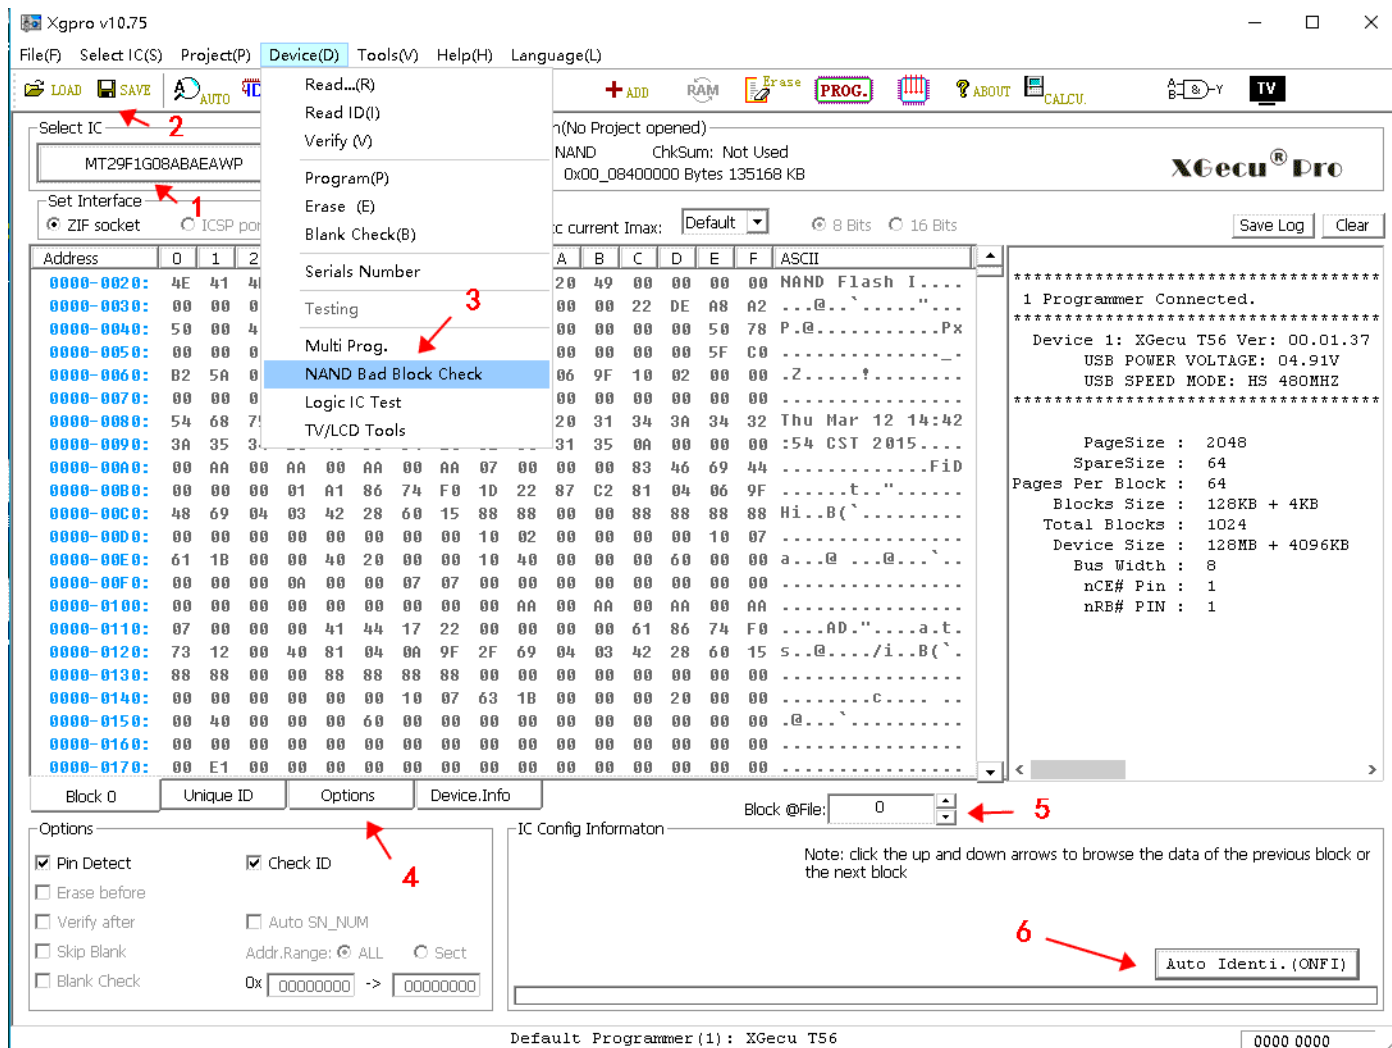 Xgpro v10.75
File(F) Select IC(S) Project(P) Device(D) Tools(V) Help(H) Language(L)
LOAD SAVE AUTO ADD RAM Erase PROG. ? ABOUT CALCU. A B & Y TV
Read...(R)
Read ID(I)
Verify (V)
Program(P)
Erase (E)
Blank Check(B)
Serials Number
Testing
Multi Prog.
NAND Bad Block Check
Logic IC Test
TV/LCD Tools
Select IC
2
(No Project opened)
MT29F1G08ABAEAWP
NAND ChkSum: Not Used
0x00_08400000 Bytes 135168 KB
XGecu® Pro
1
Set Interface
ZIF socket ICSP por
current Imax: Default 8 Bits 16 Bits
Save Log Clear
3
Address 0 1 2 A B C D E F ASCII
0000-0020: 4E 41 20 49 00 00 00 00 NAND Flash I....
0000-0030: 00 00 00 00 22 DE A8 A2 ...@..`....."..
0000-0040: 50 00 4 00 00 00 00 50 78 P.@...........Px
0000-0050: 00 00 00 00 00 00 5F C0 .............._.
0000-0060: B2 5A 06 9F 10 02 00 00 .Z.....!........
0000-0070: 00 00 00 00 00 00 00 00 ................
0000-0080: 54 68 7 20 31 34 3A 34 32 Thu Mar 12 14:42
0000-0090: 3A 35 31 35 0A 00 00 00 :54 CST 2015....
0000-00A0: 00 AA 00 AA 00 AA 00 AA 07 00 00 00 83 46 69 44 .............FiD
0000-00B0: 00 00 00 01 A1 86 74 F0 1D 22 87 C2 81 04 06 9F ......t.."......
0000-00C0: 48 69 04 03 42 28 60 15 88 88 00 00 88 88 88 88 Hi..B(`.........
0000-00D0: 00 00 00 00 00 00 00 00 10 02 00 00 00 00 10 07 ................
0000-00E0: 61 1B 00 00 40 20 00 00 10 40 00 00 00 60 00 00 a...@ ...@...`..
0000-00F0: 00 00 00 0A 00 00 07 07 00 00 00 00 00 00 00 00 ................
0000-0100: 00 00 00 00 00 00 00 00 00 AA 00 AA 00 AA 00 AA ................
0000-0110: 07 00 00 00 41 44 17 22 00 00 00 00 61 86 74 F0 ....AD."....a.t.
0000-0120: 73 12 00 40 81 04 0A 9F 2F 69 04 03 42 28 60 15 s..@..../i..B(`.
0000-0130: 88 88 00 00 88 88 88 88 00 00 00 00 00 00 00 00 ................
0000-0140: 00 00 00 00 00 00 10 07 63 1B 00 00 00 20 00 00 ........c.... ..
0000-0150: 00 40 00 00 00 60 00 00 00 00 00 00 00 00 00 00 .@...`..........
0000-0160: 00 00 00 00 00 00 00 00 00 00 00 00 00 00 00 00 ................
0000-0170: 00 E1 00 00 00 00 00 00 00 00 00 00 00 00 00 00 ................
************************************
1 Programmer Connected.
************************************
Device 1: XGecu T56 Ver: 00.01.37
USB POWER VOLTAGE: 04.91V
USB SPEED MODE: HS 480MHZ
************************************
PageSize : 2048
SpareSize : 64
Pages Per Block : 64
Blocks Size : 128KB + 4KB
Total Blocks : 1024
Device Size : 128MB + 4096KB
Bus Width : 8
nCE# Pin : 1
nRB# PIN : 1
Block 0 Unique ID Options Device.Info
Block @File: 0 5
4
Options
Pin Detect Check ID
Erase before
Verify after Auto SN_NUM
Skip Blank Addr.Range: ALL Sect
Blank Check 0x 00000000 -> 00000000
IC Config Informaton
Note: click the up and down arrows to browse the data of the previous block or
the next block
6
Auto Identi.(ONFI)
Default Programmer(1): XGecu T56 0000 0000